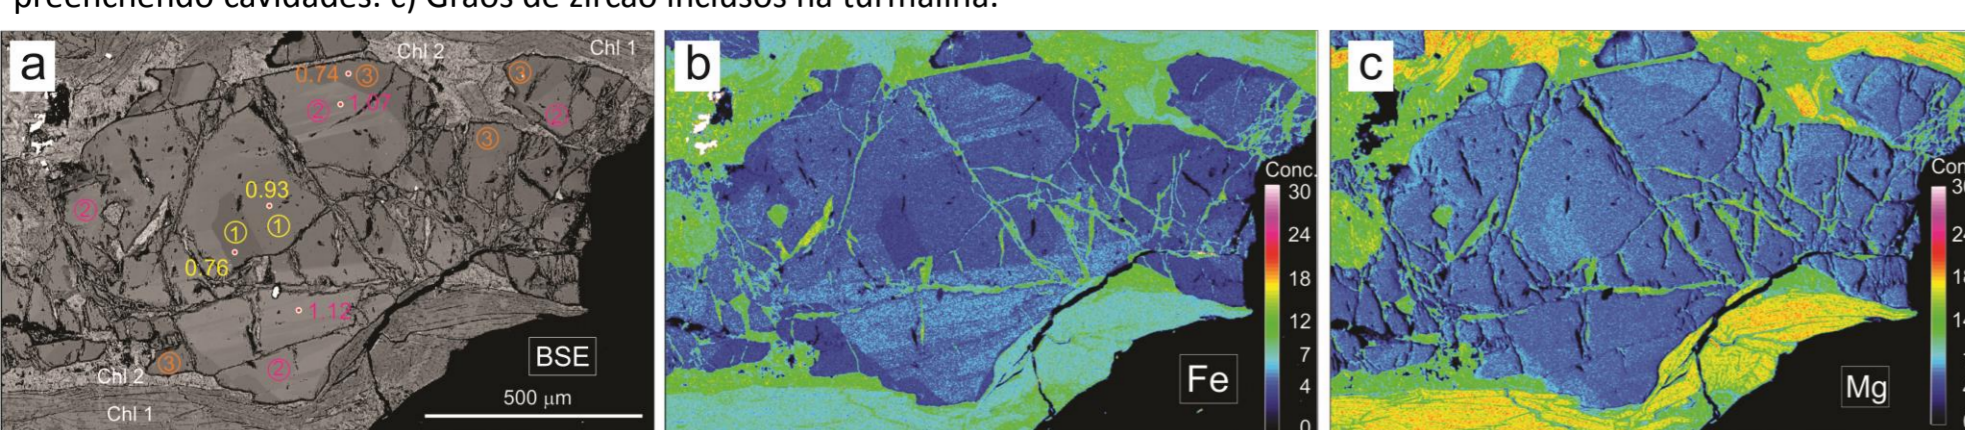 preenchendo cavidades. c) Grãos de zircão inclusos na turmalina.
a
Chl 2
Chl 1
0.74
③
③
②
1.07
②
③
0.93
②
①
①
0.76
1.12
③
②
Chl 2
Chl 1
BSE
500 µm
b
Conc.
30
24
18
12
7
4
0
Fe
c
Mg